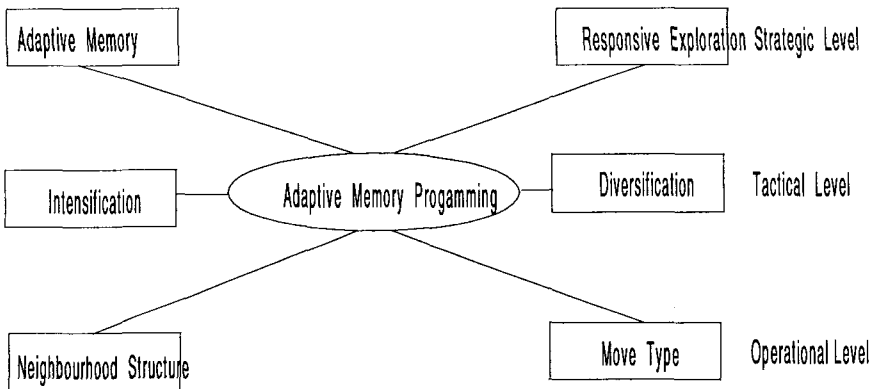 Adaptive Memory
Responsive Exploration Strategic Level
Intensification
Adaptive Memory Progamming
Diversification
Tactical Level
Neighbourhood Structure
Move Type
Operational Level